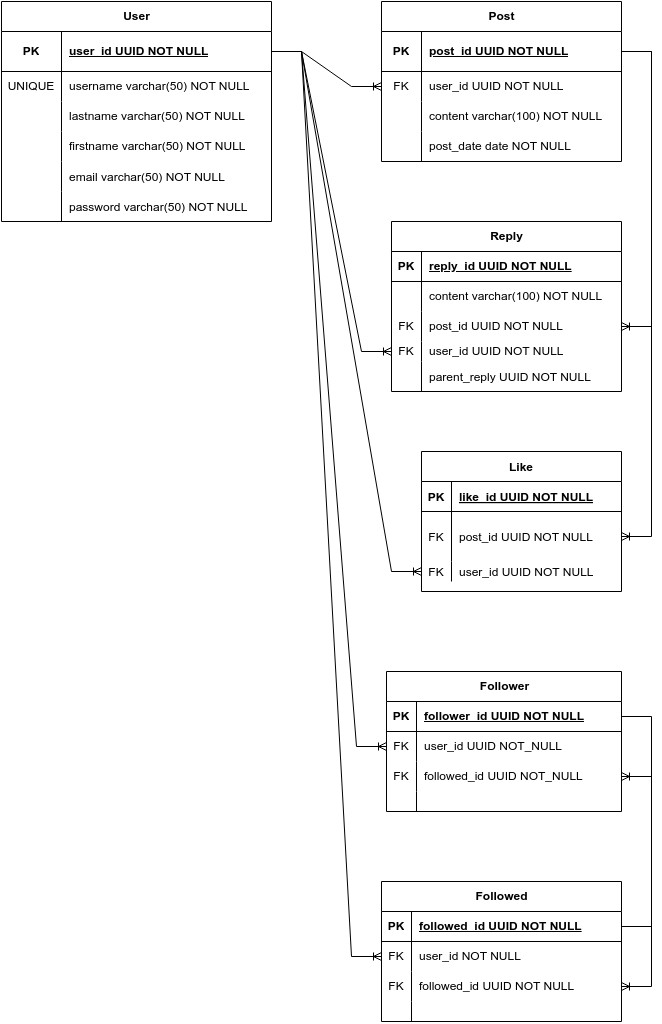 User
PK user_id UUID NOT NULL
UNIQUE username varchar(50) NOT NULL
lastname varchar(50) NOT NULL
firstname varchar(50) NOT NULL
email varchar(50) NOT NULL
password varchar(50) NOT NULL
Post
PK post_id UUID NOT NULL
FK user_id UUID NOT NULL
content varchar(100) NOT NULL
post_date date NOT NULL
Reply
PK reply_id UUID NOT NULL
content varchar(100) NOT NULL
FK post_id UUID NOT NULL
FK user_id UUID NOT NULL
parent_reply UUID NOT NULL
Like
PK like_id UUID NOT NULL
FK post_id UUID NOT NULL
FK user_id UUID NOT NULL
Follower
PK follower_id UUID NOT NULL
FK user_id UUID NOT_NULL
FK followed_id UUID NOT_NULL
Followed
PK followed_id UUID NOT NULL
FK user_id NOT NULL
FK followed_id UUID NOT NULL